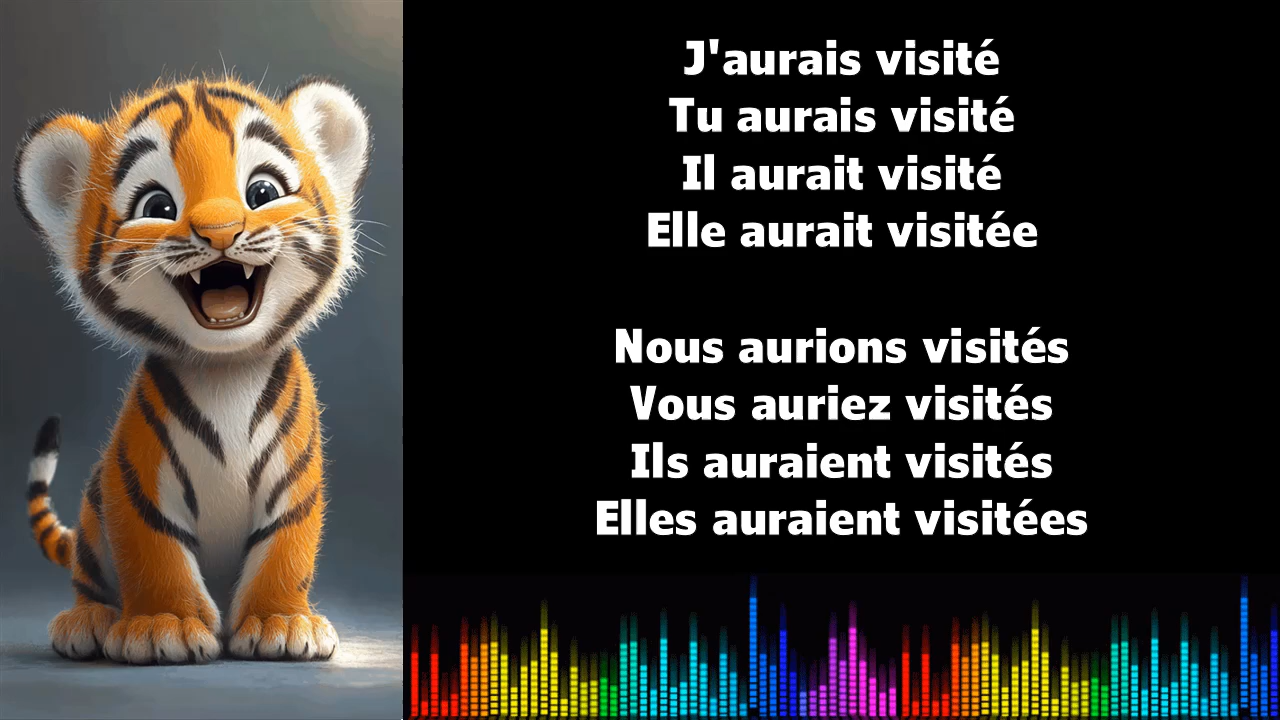 J'aurais visité
Tu aurais visité
Il aurait visité
Elle aurait visitée
Nous aurions visités
Vous auriez visités
Ils auraient visités
Elles auraient visitées